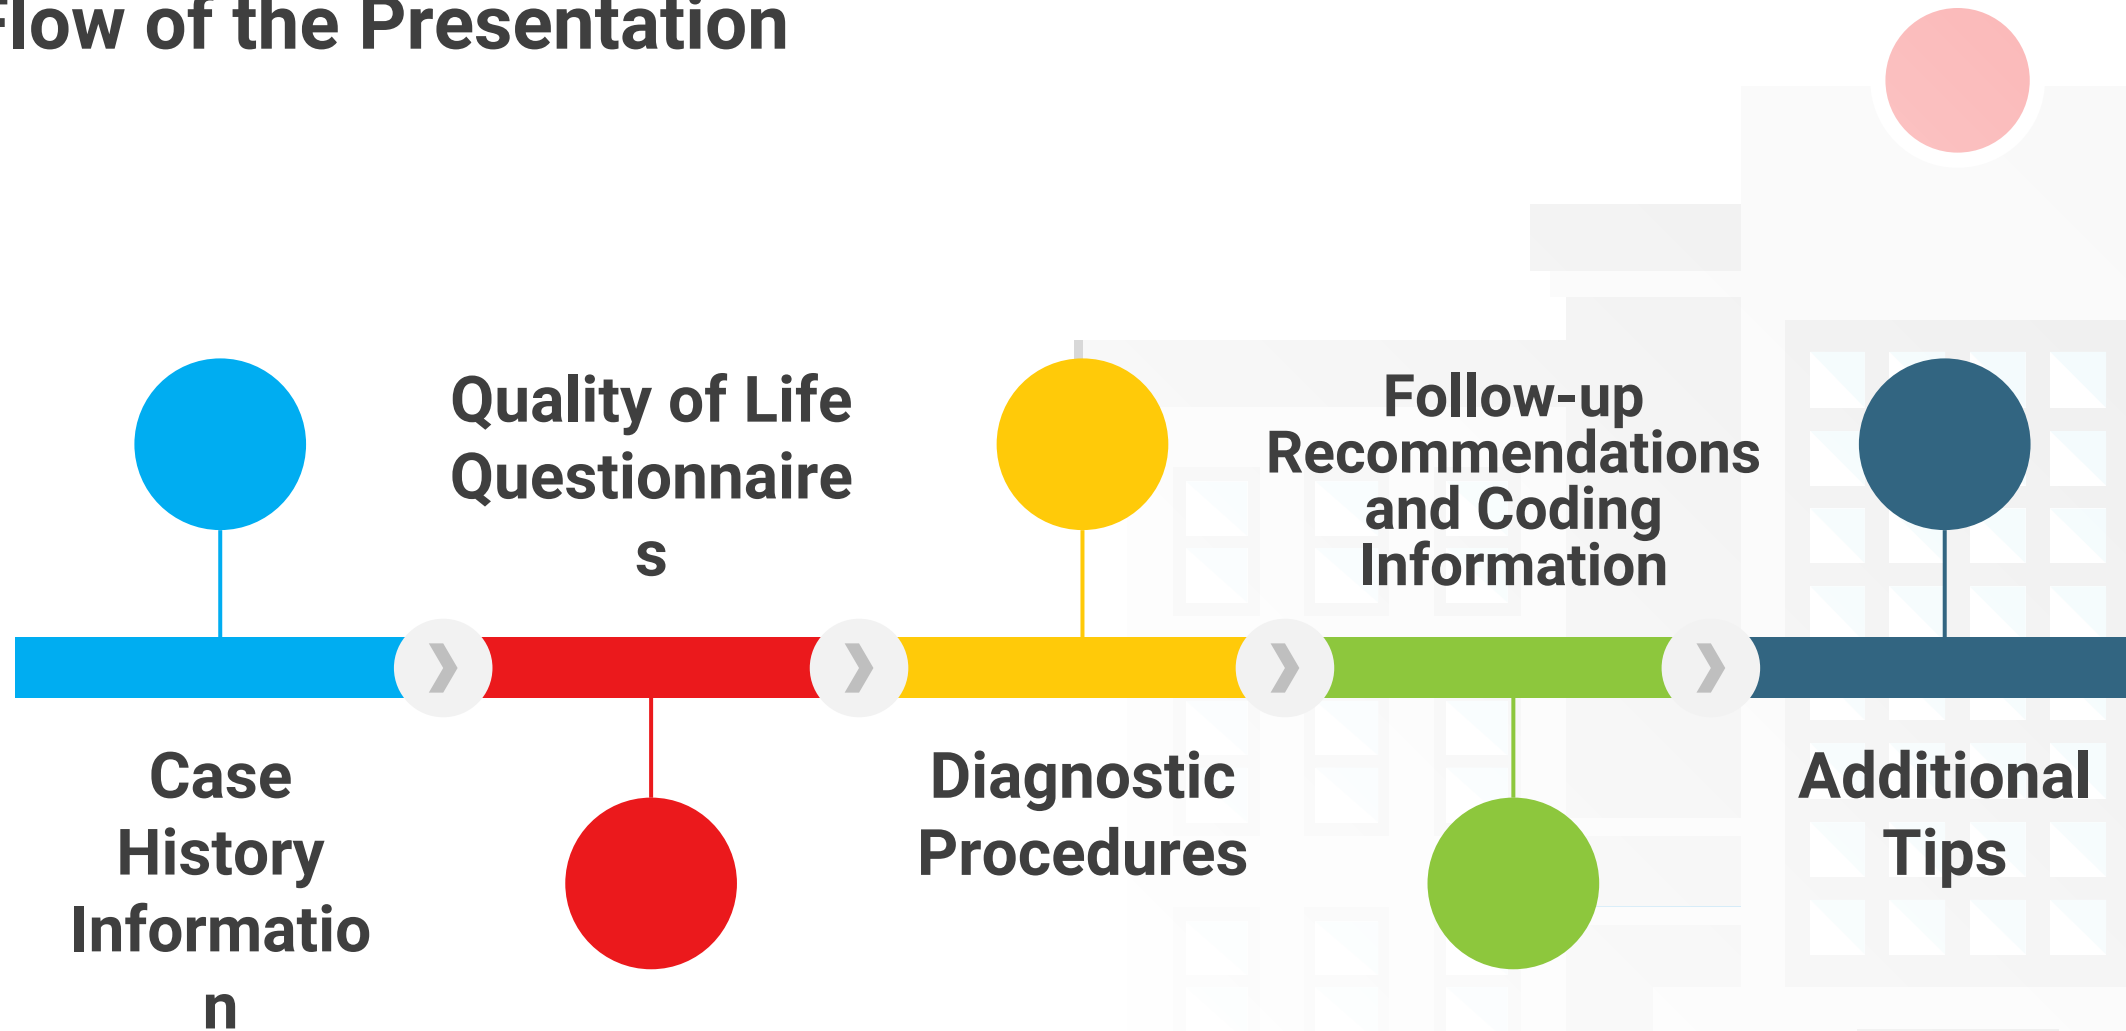 Flow of the Presentation
Case
History
Informatio
n
Quality of Life
Questionnaire
s
Diagnostic
Procedures
Follow-up
Recommendations
and Coding
Information
Additional
Tips